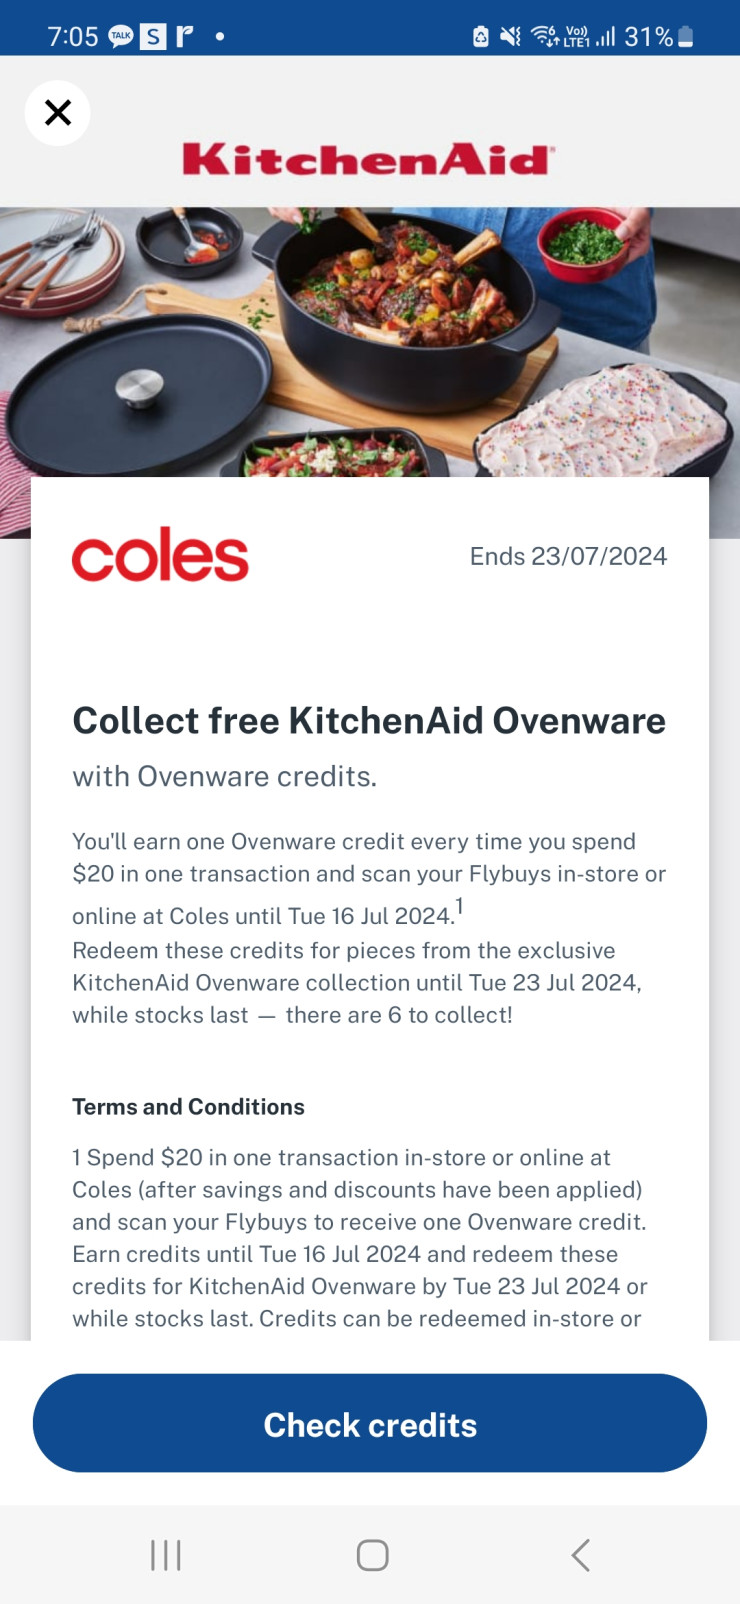 7:05 TALK S r
Vo)) LTE1 31%
KitchenAid
coles
Ends 23/07/2024
Collect free KitchenAid Ovenware
with Ovenware credits.
You'll earn one Ovenware credit every time you spend
$20 in one transaction and scan your Flybuys in-store or
online at Coles until Tue 16 Jul 2024.1
Redeem these credits for pieces from the exclusive
KitchenAid Ovenware collection until Tue 23 Jul 2024,
while stocks last — there are 6 to collect!
Terms and Conditions
1 Spend $20 in one transaction in-store or online at
Coles (after savings and discounts have been applied)
and scan your Flybuys to receive one Ovenware credit.
Earn credits until Tue 16 Jul 2024 and redeem these
credits for KitchenAid Ovenware by Tue 23 Jul 2024 or
while stocks last. Credits can be redeemed in-store or
Check credits